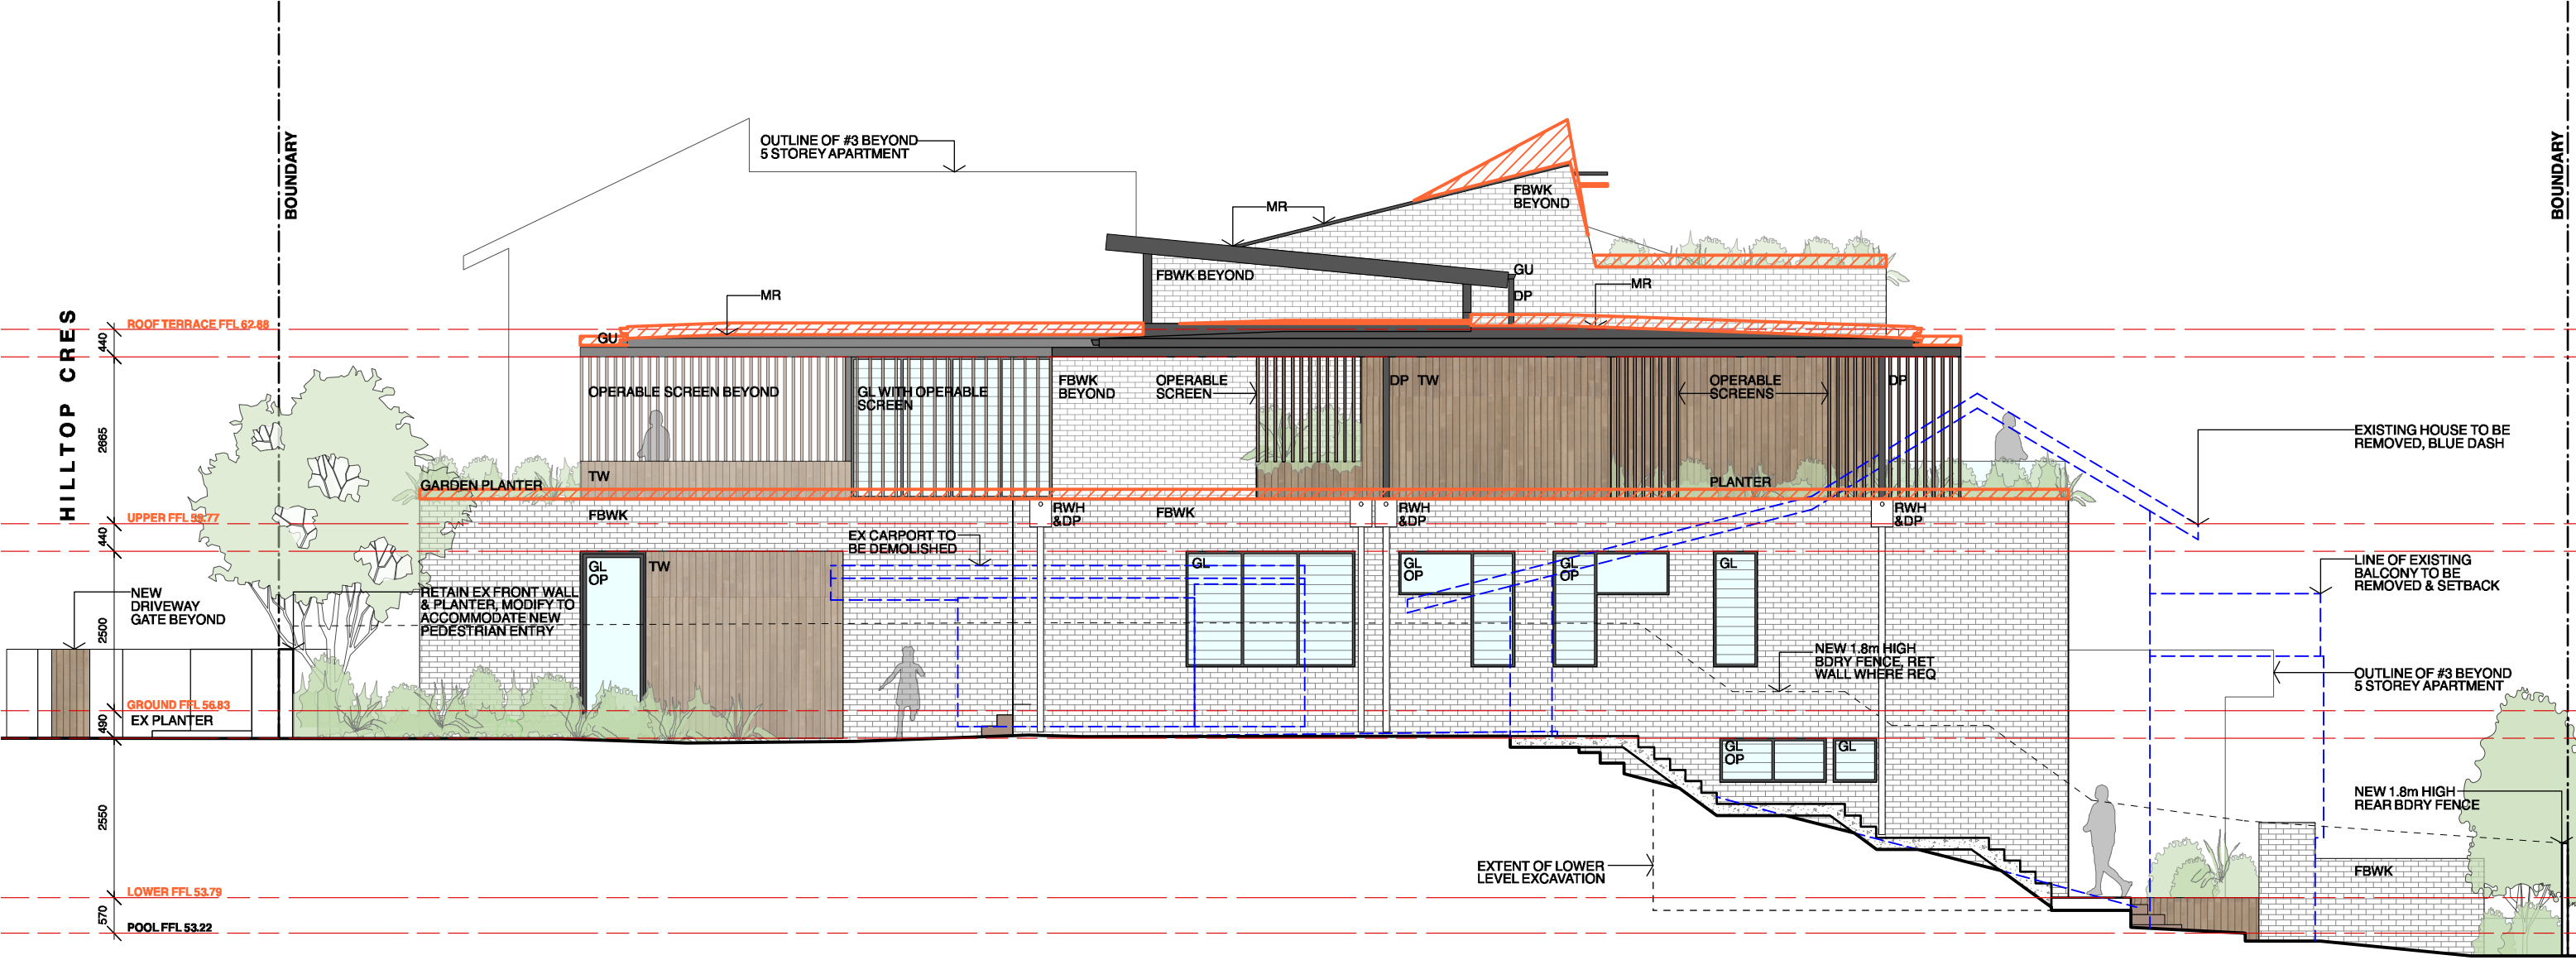 BOUNDARY
BOUNDARY
HILLTOP CRES
OUTLINE OF #3 BEYOND
5 STOREY APARTMENT
MR
FBWK
BEYOND
FBWK BEYOND
GU
DP
MR
MR
ROOF TERRACE FFL 62.88
440
GU
OPERABLE SCREEN BEYOND
GL WITH OPERABLE
SCREEN
FBWK
BEYOND
OPERABLE
SCREEN
DP TW
OPERABLE
SCREENS
DP
2665
EXISTING HOUSE TO BE
REMOVED, BLUE DASH
TW
GARDEN PLANTER
PLANTER
UPPER FFL 59.77
FBWK
RWH
&DP
FBWK
RWH
&DP
RWH
&DP
440
EX CARPORT TO
BE DEMOLISHED
GL
OP
TW
GL
GL
OP
GL
OP
GL
LINE OF EXISTING
BALCONY TO BE
REMOVED & SETBACK
NEW
DRIVEWAY
GATE BEYOND
RETAIN EX FRONT WALL
& PLANTER, MODIFY TO
ACCOMMODATE NEW
PEDESTRIAN ENTRY
2500
NEW 1.8m HIGH
BDRY FENCE, RET
WALL WHERE REQ
OUTLINE OF #3 BEYOND
5 STOREY APARTMENT
GROUND FFL 56.83
EX PLANTER
490
GL
OP
GL
2550
NEW 1.8m HIGH
REAR BDRY FENCE
EXTENT OF LOWER
LEVEL EXCAVATION
FBWK
LOWER FFL 53.79
570
POOL FFL 53.22